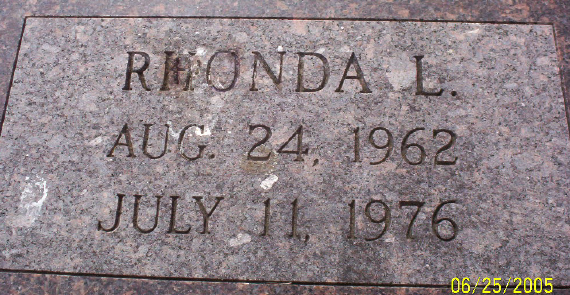 RHONDA L.
AUG. 24, 1962
JULY 11, 1976
06/25/2005